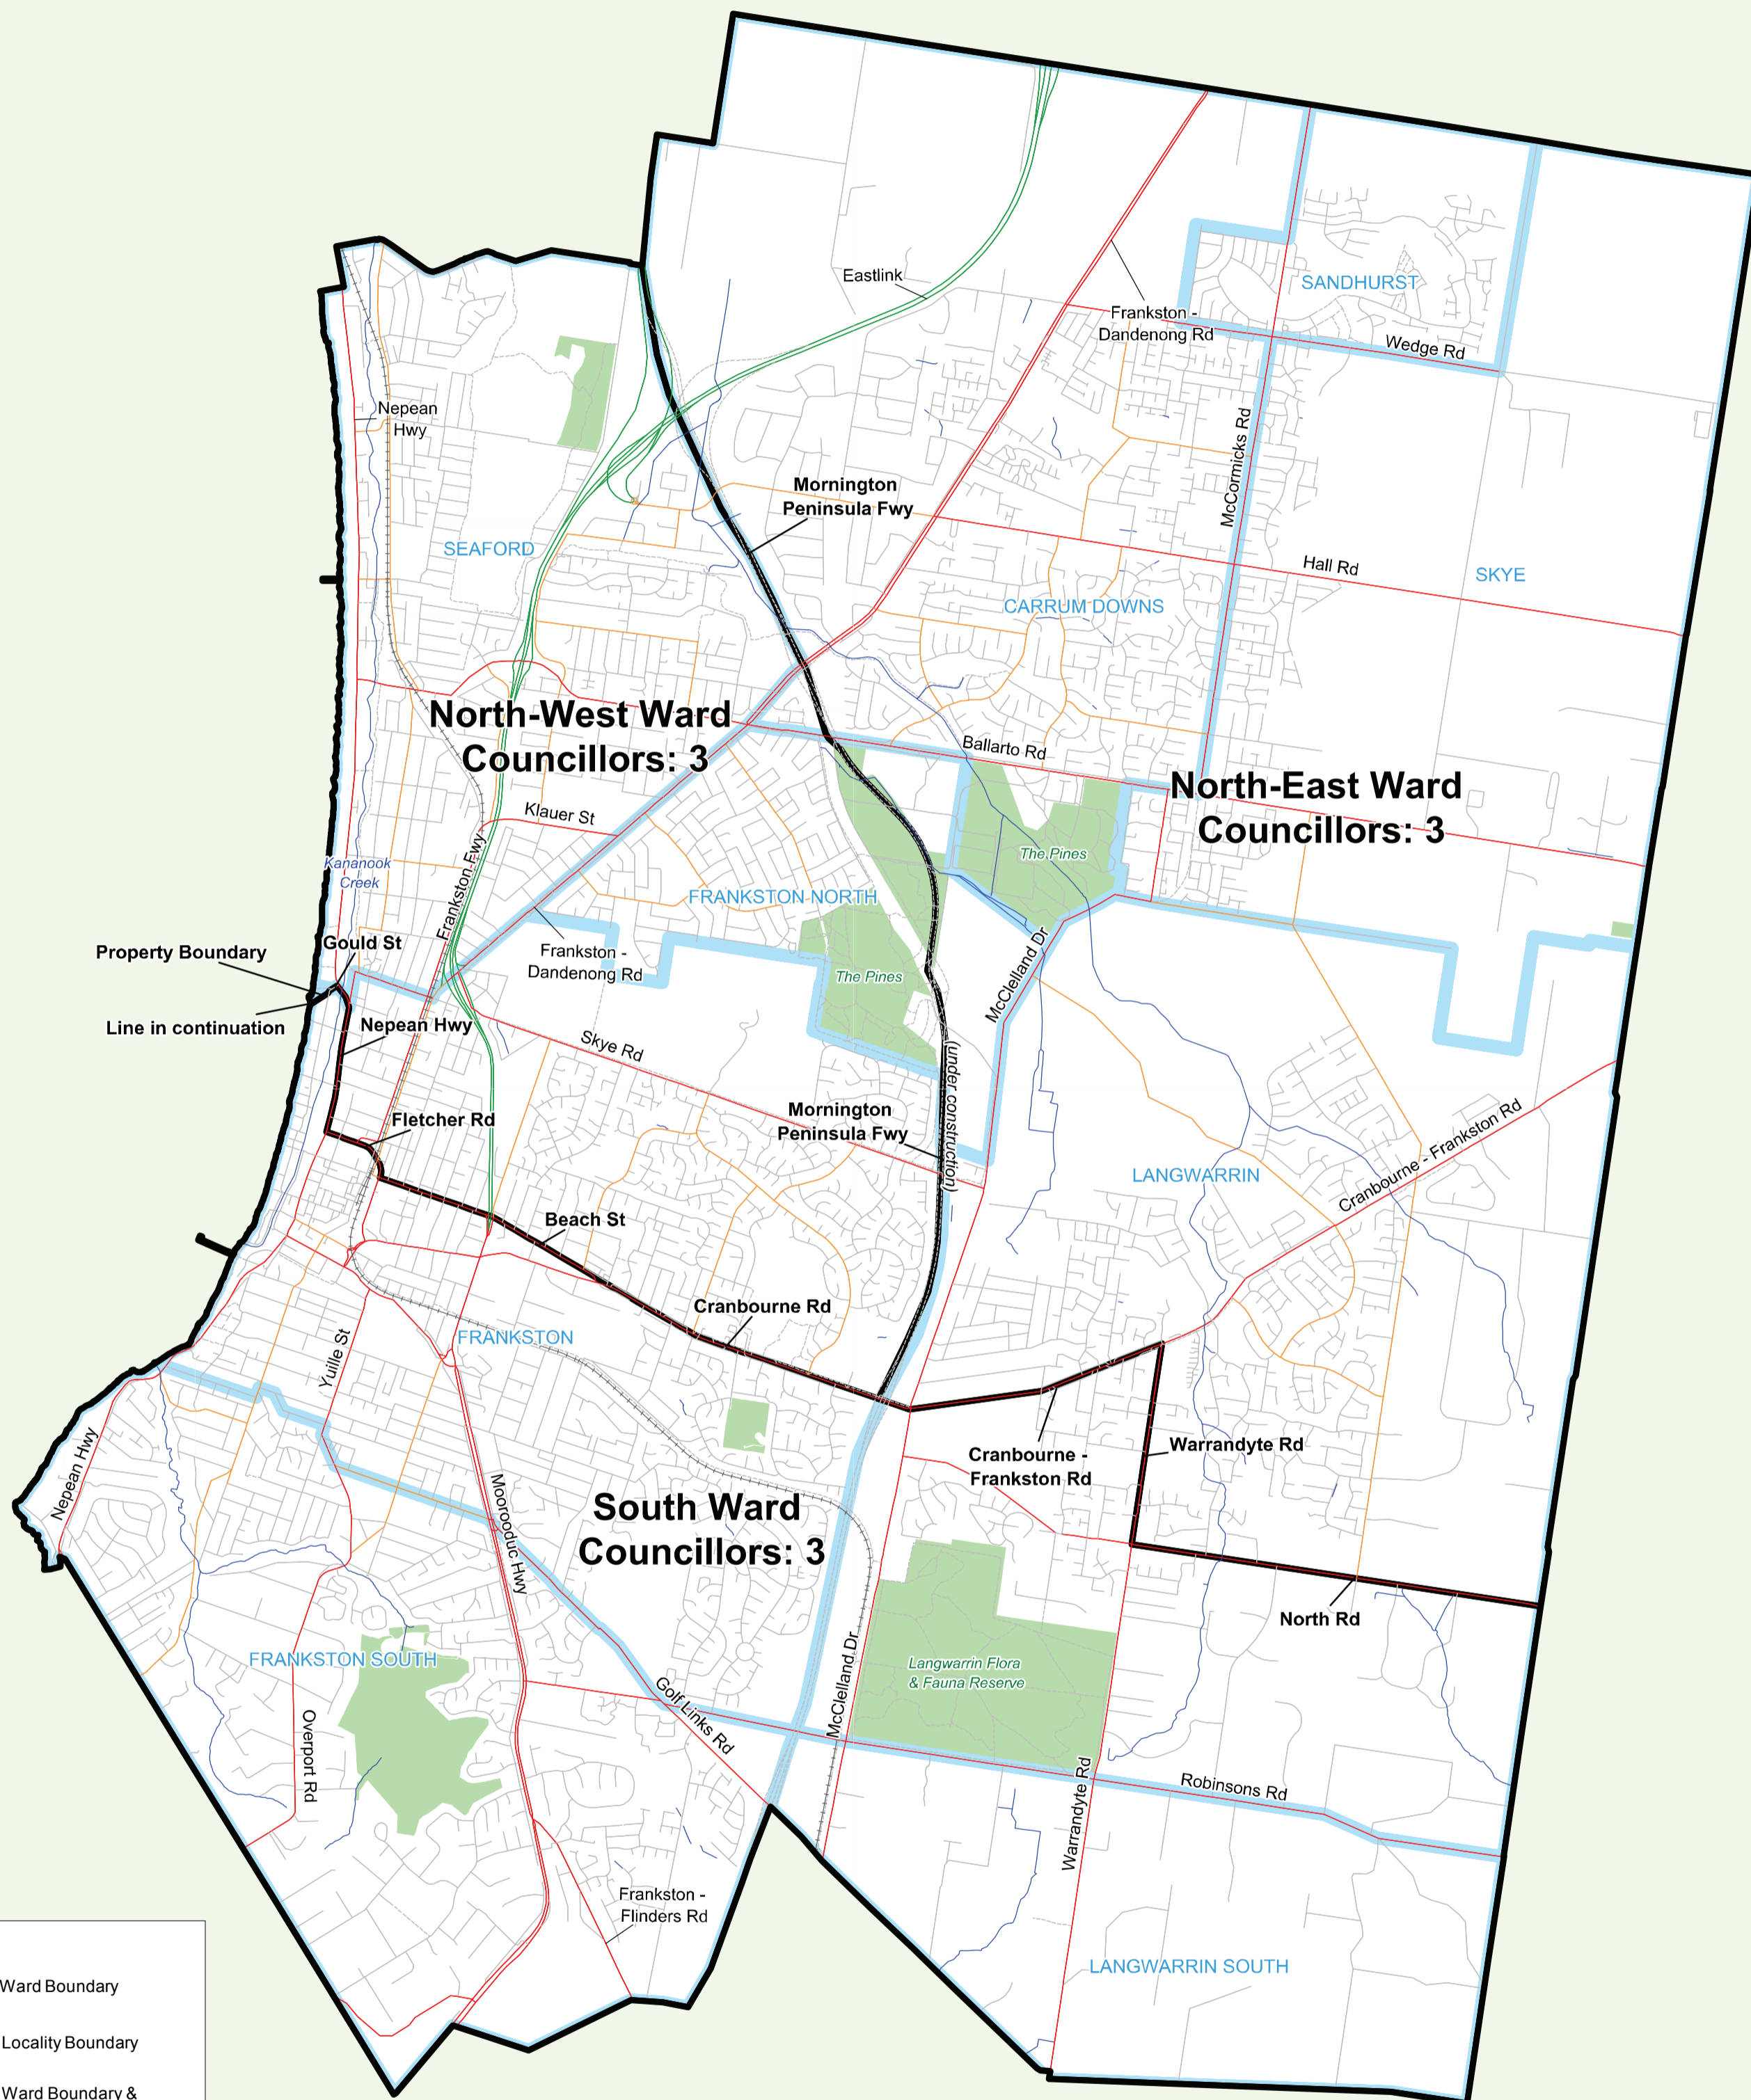 Eastlink
SANDHURST
Frankston -
Dandenong Rd
Wedge Rd
Nepean
Hwy
McCormicks Rd
Mornington
Peninsula Fwy
SEAFORD
Hall Rd
SKYE
CARRUM DOWNS
North-West Ward
Councillors: 3
Ballarto Rd
North-East Ward
Councillors: 3
Klauer St
Kananook
Creek
Frankston Fwy
The Pines
FRANKSTON NORTH
Gould St
Property Boundary
Frankston -
Dandenong Rd
The Pines
McClelland Dr
Line in continuation
Nepean Hwy
Skye Rd
(under construction)
Mornington
Peninsula Fwy
Fletcher Rd
Cranbourne - Frankston Rd
LANGWARRIN
Beach St
Cranbourne Rd
FRANKSTON
Yuille St
Warrandyte Rd
Cranbourne -
Frankston Rd
Nepean Hwy
Moorooduc Hwy
South Ward
Councillors: 3
North Rd
FRANKSTON SOUTH
Langwarrin Flora
& Fauna Reserve
McClelland Dr
Golf Links Rd
Overport Rd
Robinsons Rd
Warrandyte Rd
Frankston -
Flinders Rd
LANGWARRIN SOUTH
Ward Boundary
Locality Boundary
Ward Boundary &